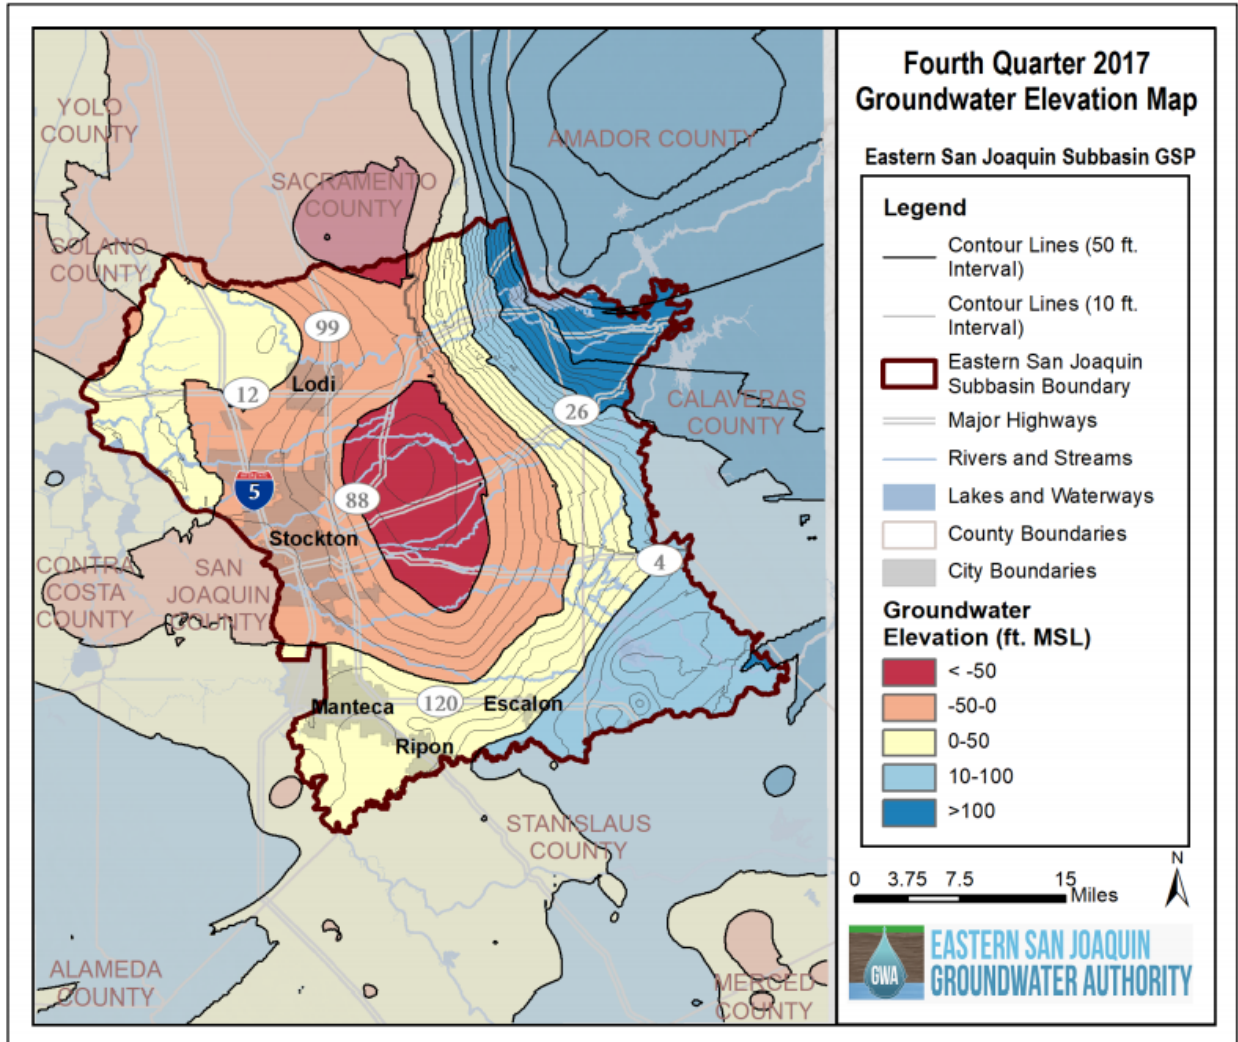 Fourth Quarter 2017
Groundwater Elevation Map
Eastern San Joaquin Subbasin GSP
Legend
Contour Lines (50 ft.
Interval)
Contour Lines (10 ft.
Interval)
Eastern San Joaquin
Subbasin Boundary
Major Highways
Rivers and Streams
Lakes and Waterways
County Boundaries
City Boundaries
Groundwater
Elevation (ft. MSL)
< -50
-50-0
0-50
10-100
>100
N
0 3.75 7.5 15
Miles
GWA
EASTERN SAN JOAQUIN
GROUNDWATER AUTHORITY
YOLO
COUNTY
AMADOR COUNTY
SACRAMENTO
COUNTY
SOLANO
COUNTY
99
Lodi
12
26
CALAVERAS
COUNTY
5
88
Stockton
4
CONTRA
COSTA
COUNTY
SAN
JOAQUIN
COUNTY
Manteca
120
Escalon
Ripon
STANISLAUS
COUNTY
ALAMEDA
COUNTY
MERCED
COUNTY